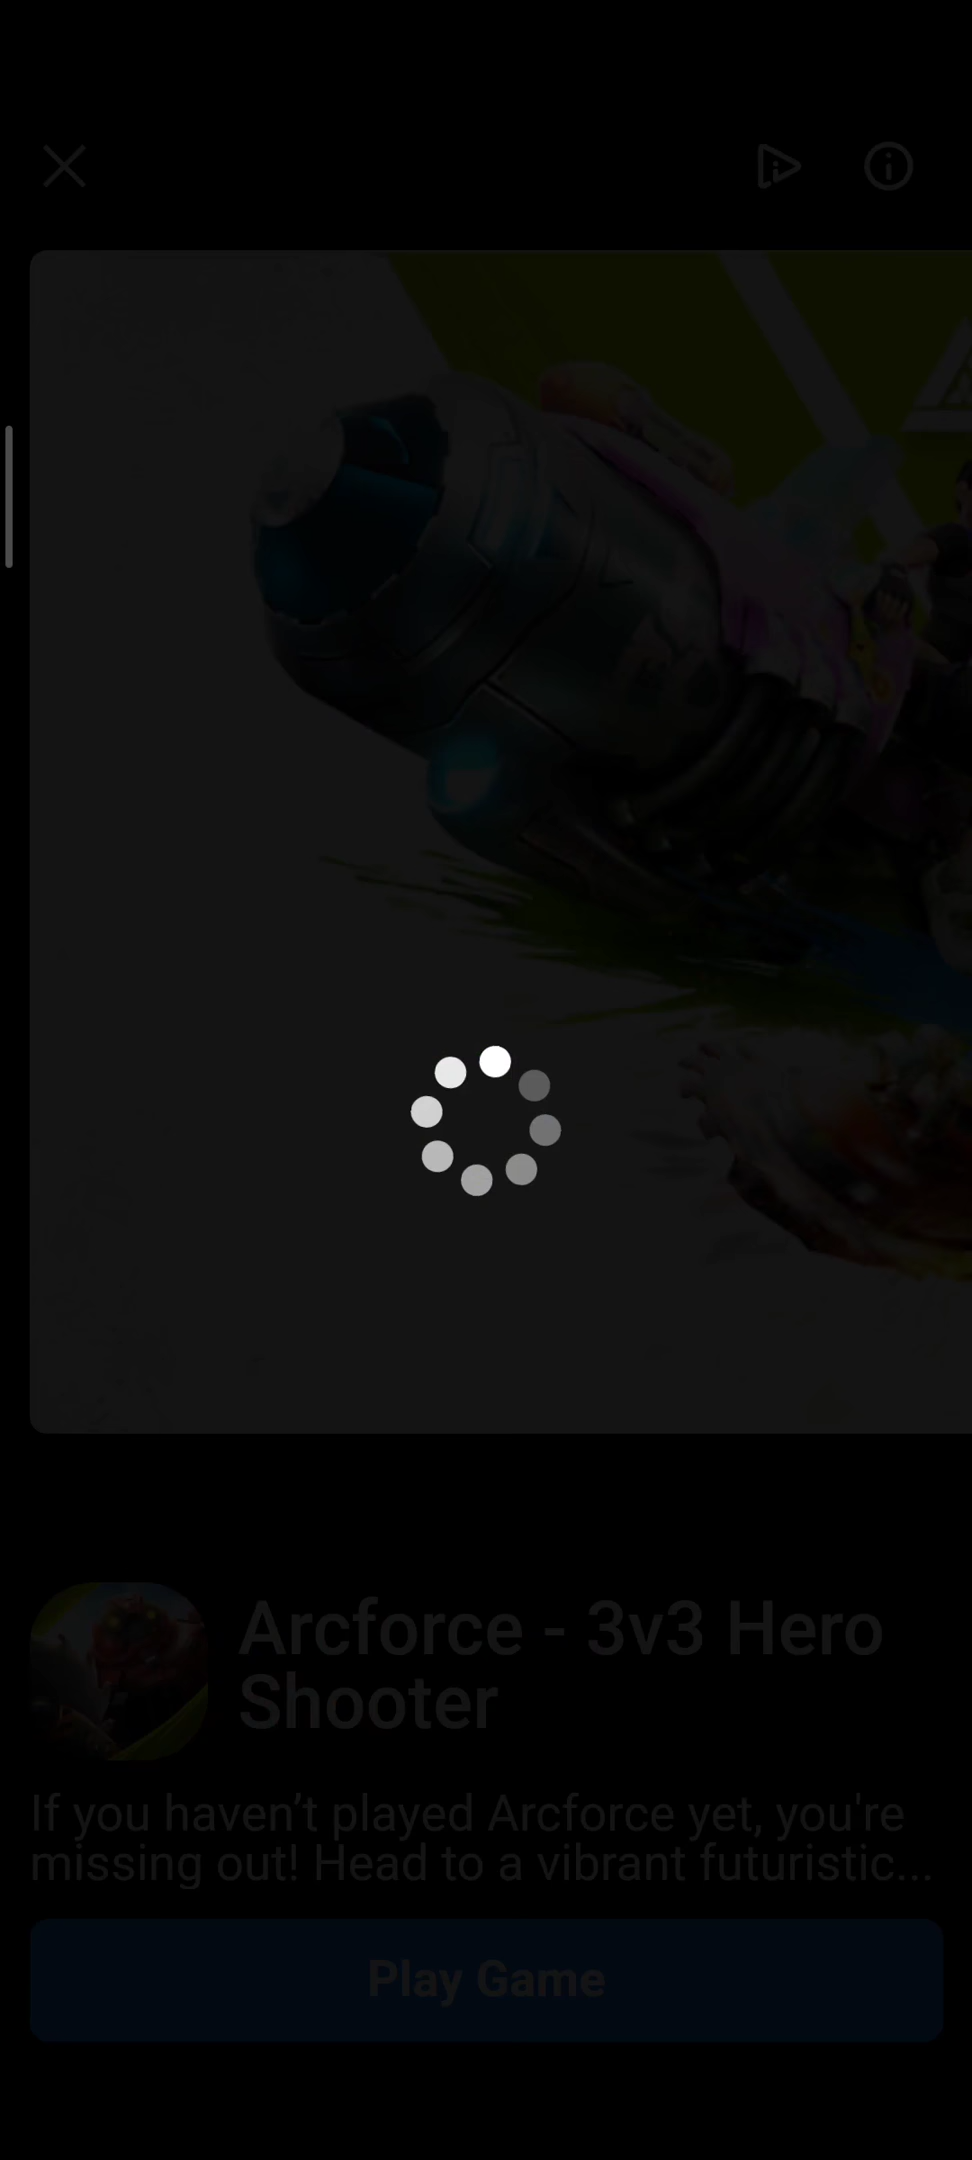 Arcforce - 3v3 Hero
Shooter
If you haven’t played Arcforce yet, you're
missing out! Head to a vibrant futuristic...
Play Game